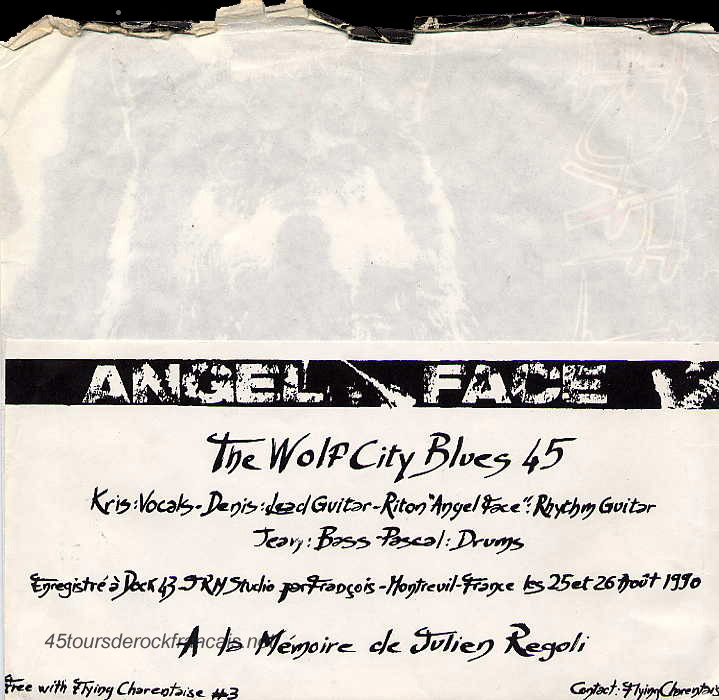 ANGEL FACE
The Wolf City Blues 45
Kris: Vocals - Denis: Lead Guitar - Riton "Angel Face": Rhythm Guitar
Jean: Bass - Pascal: Drums
Enregistré à Dock 43 - JRH Studio par François - Montreuil - France les 25 et 26 Août 1990
A la Mémoire de Julien Regoli
45toursderockfrancais.net
Free with Flying Charentaise #3
Contact: Flying Charentais